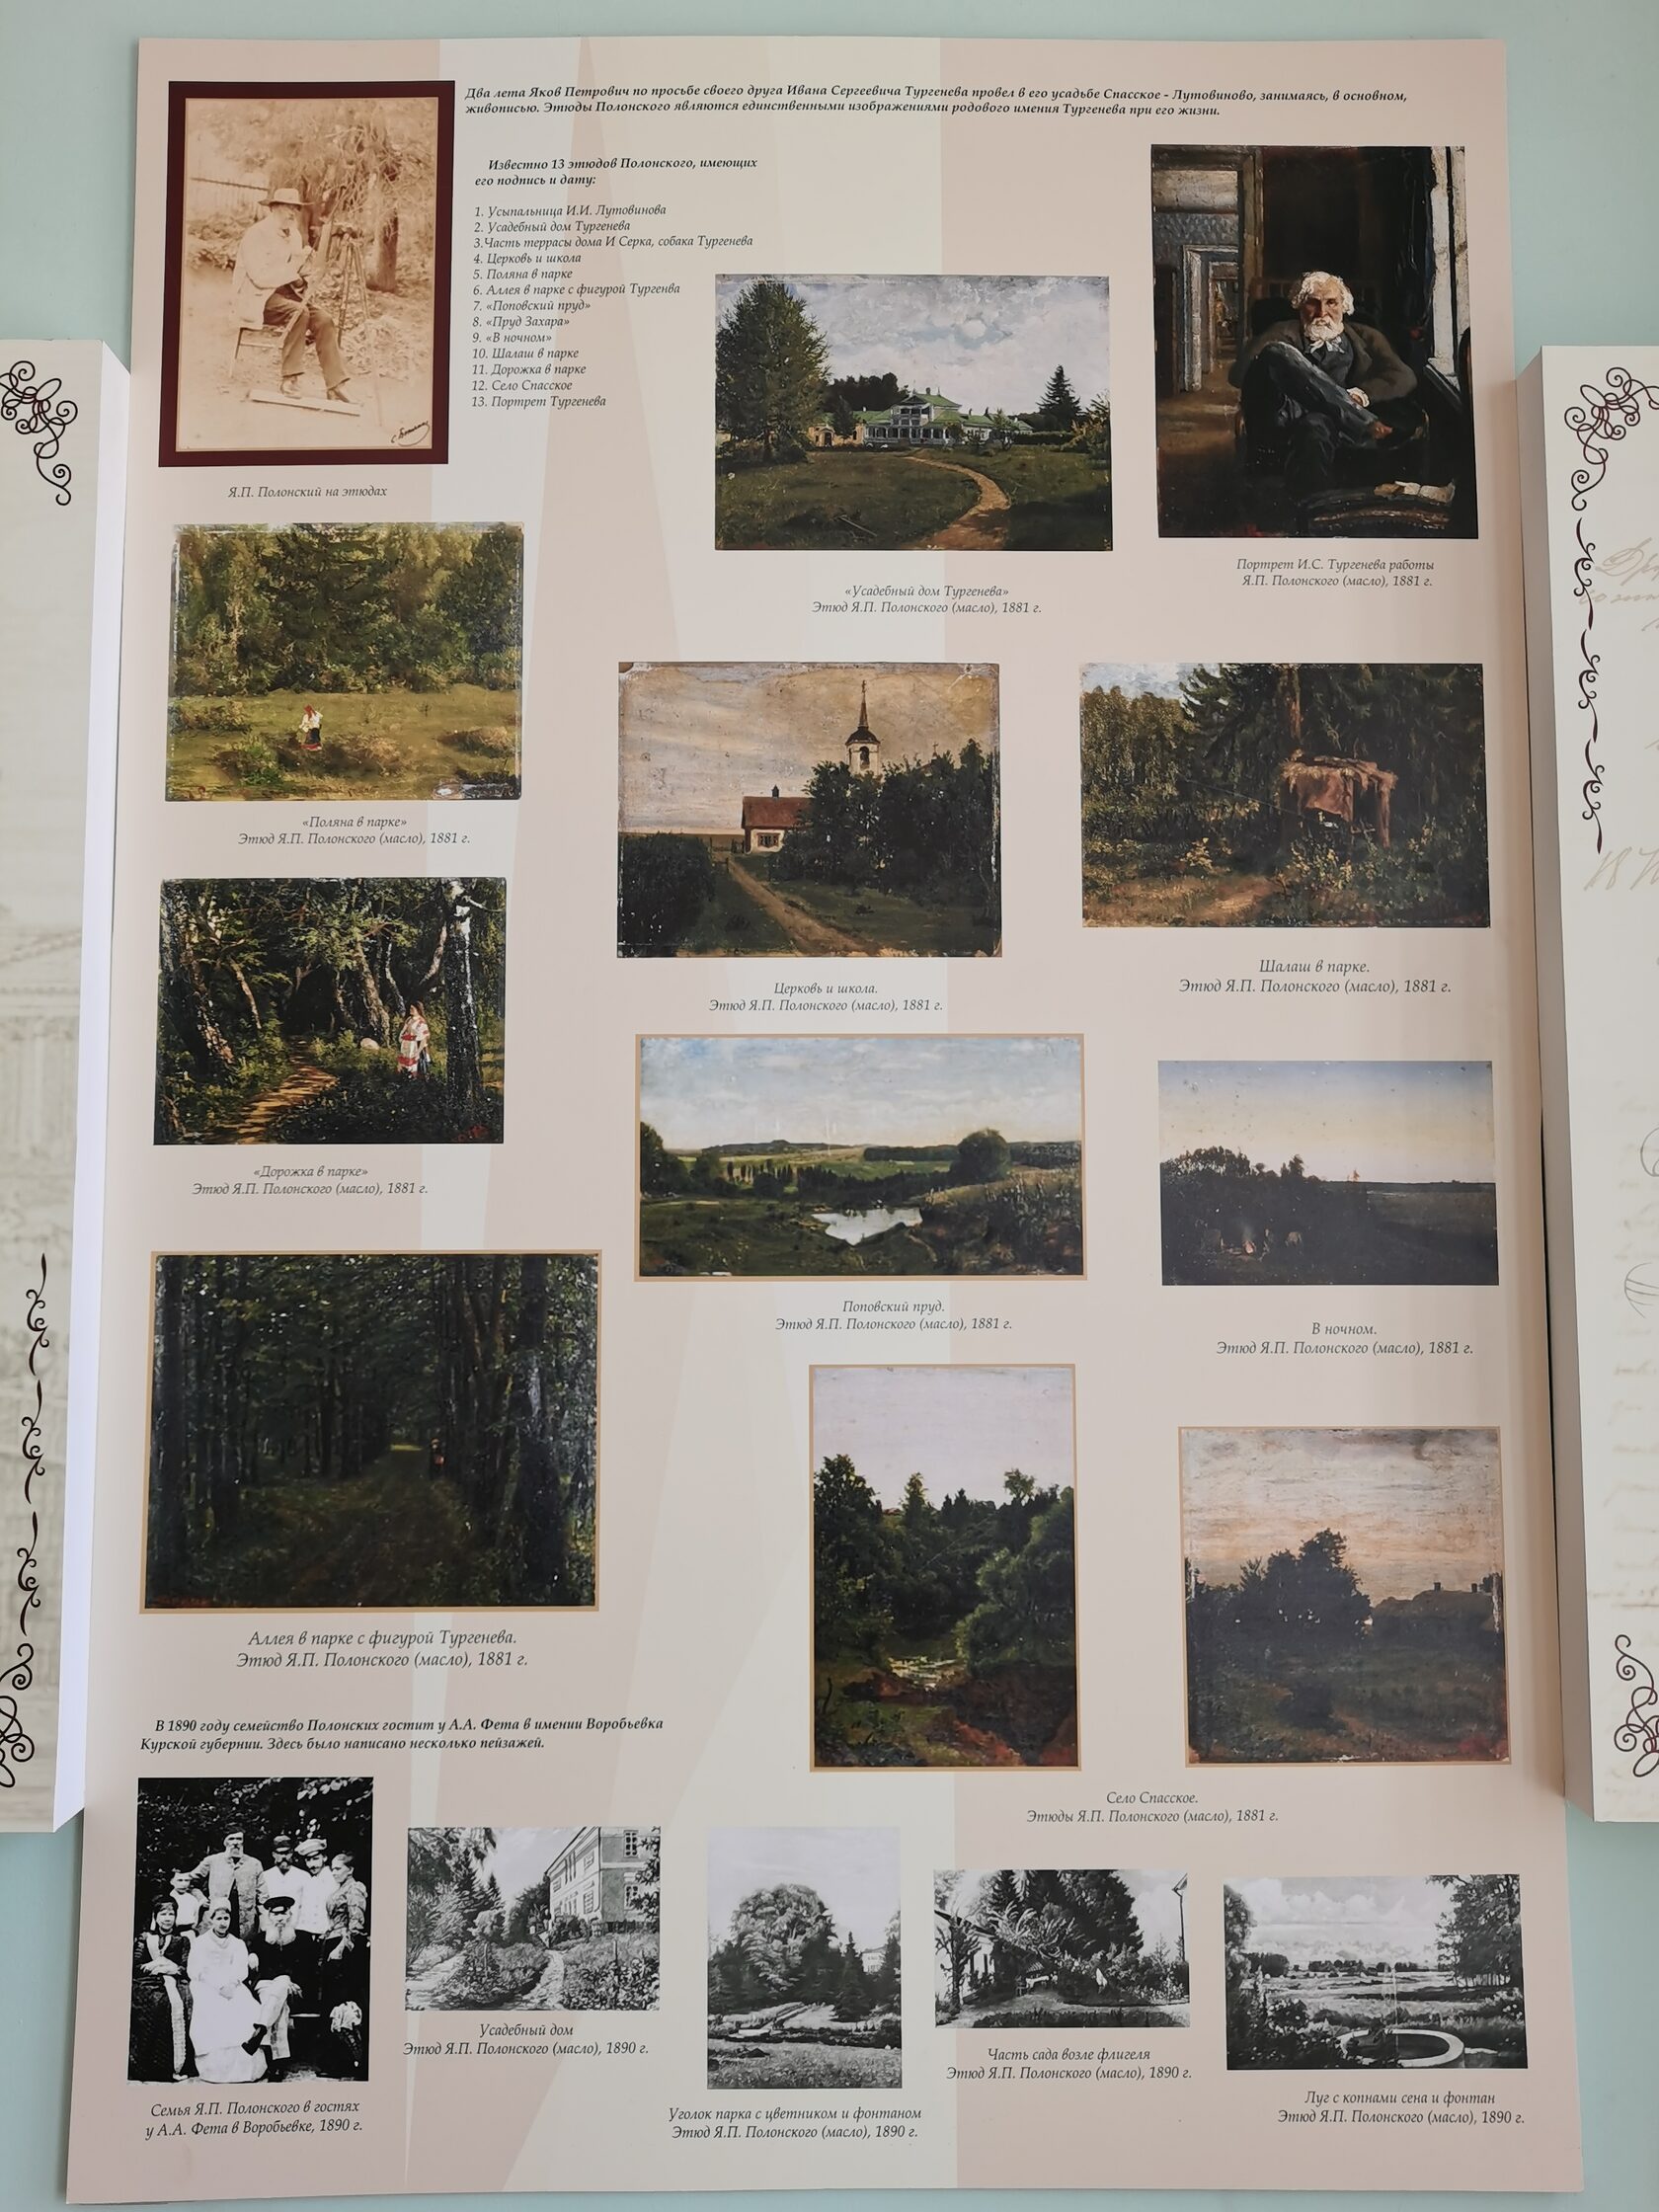 Два лета Яков Петрович по просьбе своего друга Ивана Сергеевича Тургенева провел в его усадьбе Спасское - Лутовиново, занимаясь, в основном,
живописью. Этюды Полонского являются единственными изображениями родового имения Тургенева при его жизни.
Известно 13 этюдов Полонского, имеющих
его подпись и дату:
1. Усыпальница И.И. Лутовинова
2. Усадебный дом Тургенева
3.Часть террасы дома И Серка, собака Тургенева
4. Церковь и школа
5. Поляна в парке
6. Аллея в парке с фигурой Тургенва
7. «Поповский пруд»
8. «Пруд Захара»
9. «В ночном»
10. Шалаш в парке
11. Дорожка в парке
12. Село Спасское
13. Портрет Тургенева
Я.П. Полонский на этюдах
«Усадебный дом Тургенева»
Этюд Я.П. Полонского (масло), 1881 г.
Портрет И.С. Тургенева работы
Я.П. Полонского (масло), 1881 г.
«Поляна в парке»
Этюд Я.П. Полонского (масло), 1881 г.
Церковь и школа.
Этюд Я.П. Полонского (масло), 1881 г.
Шалаш в парке.
Этюд Я.П. Полонского (масло), 1881 г.
«Дорожка в парке»
Этюд Я.П. Полонского (масло), 1881 г.
Поповский пруд.
Этюд Я.П. Полонского (масло), 1881 г.
В ночном.
Этюд Я.П. Полонского (масло), 1881 г.
Аллея в парке с фигурой Тургенева.
Этюд Я.П. Полонского (масло), 1881 г.
Село Спасское.
Этюды Я.П. Полонского (масло), 1881 г.
В 1890 году семейство Полонских гостит у А.А. Фета в имении Воробьевка
Курской губернии. Здесь было написано несколько пейзажей.
Семья Я.П. Полонского в гостях
у А.А. Фета в Воробьевке, 1890 г.
Усадебный дом
Этюд Я.П. Полонского (масло), 1890 г.
Уголок парка с цветником и фонтаном
Этюд Я.П. Полонского (масло), 1890 г.
Часть сада возле флигеля
Этюд Я.П. Полонского (масло), 1890 г.
Луг с копнами сена и фонтан
Этюд Я.П. Полонского (масло), 1890 г.